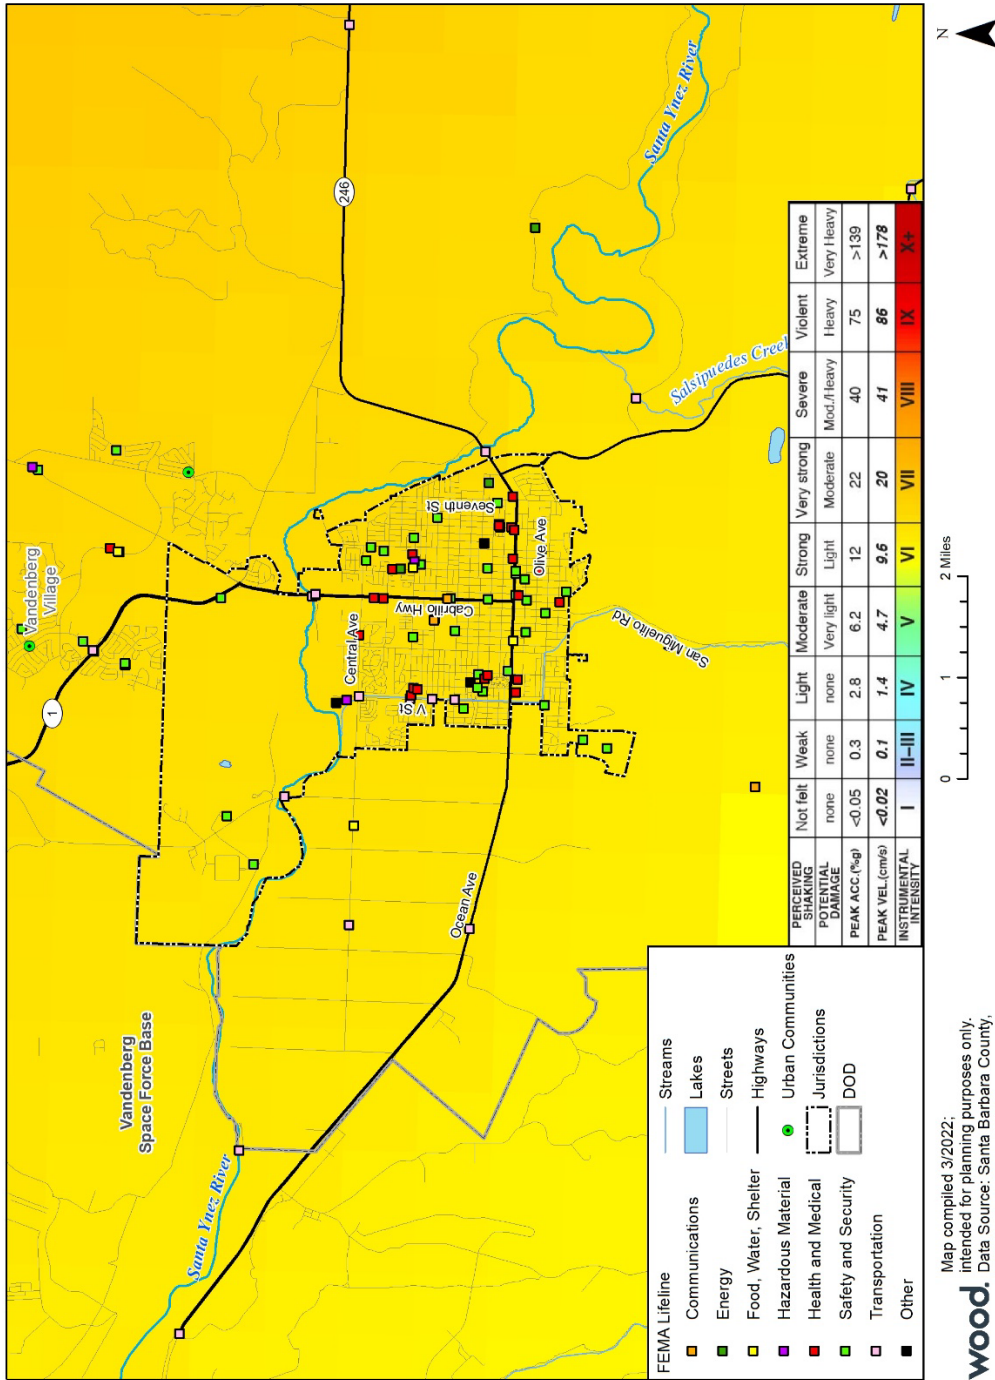 Vandenberg
Village
1
Vandenberg
Space Force Base
246
Santa Ynez River
Santa Ynez River
Salsipuedes Creek
Central Ave
V St
Cabrillo Hwy
Seventh St
Olive Ave
Ocean Ave
San Miguelito Rd
FEMA Lifeline
Communications
Energy
Food, Water, Shelter
Hazardous Material
Health and Medical
Safety and Security
Transportation
Other
Streams
Lakes
Streets
Highways
Urban Communities
Jurisdictions
DOD
PERCEIVED SHAKING Not felt Weak Light Moderate Strong Very strong Severe Violent Extreme
POTENTIAL DAMAGE none none none Very light Light Moderate Mod./Heavy Heavy Very Heavy
PEAK ACC.(%g) <0.05 0.3 2.8 6.2 12 22 40 75 >139
PEAK VEL.(cm/s) <0.02 0.1 1.4 4.7 9.6 20 41 86 >178
INSTRUMENTAL INTENSITY I II–III IV V VI VII VIII IX X+
wood.
Map compiled 3/2022;
intended for planning purposes only.
Data Source: Santa Barbara County,
0 1 2 Miles
N